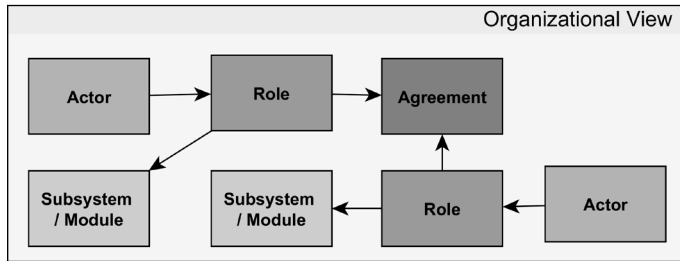 Organizational View
Actor
Role
Agreement
Subsystem
/ Module
Subsystem
/ Module
Role
Actor